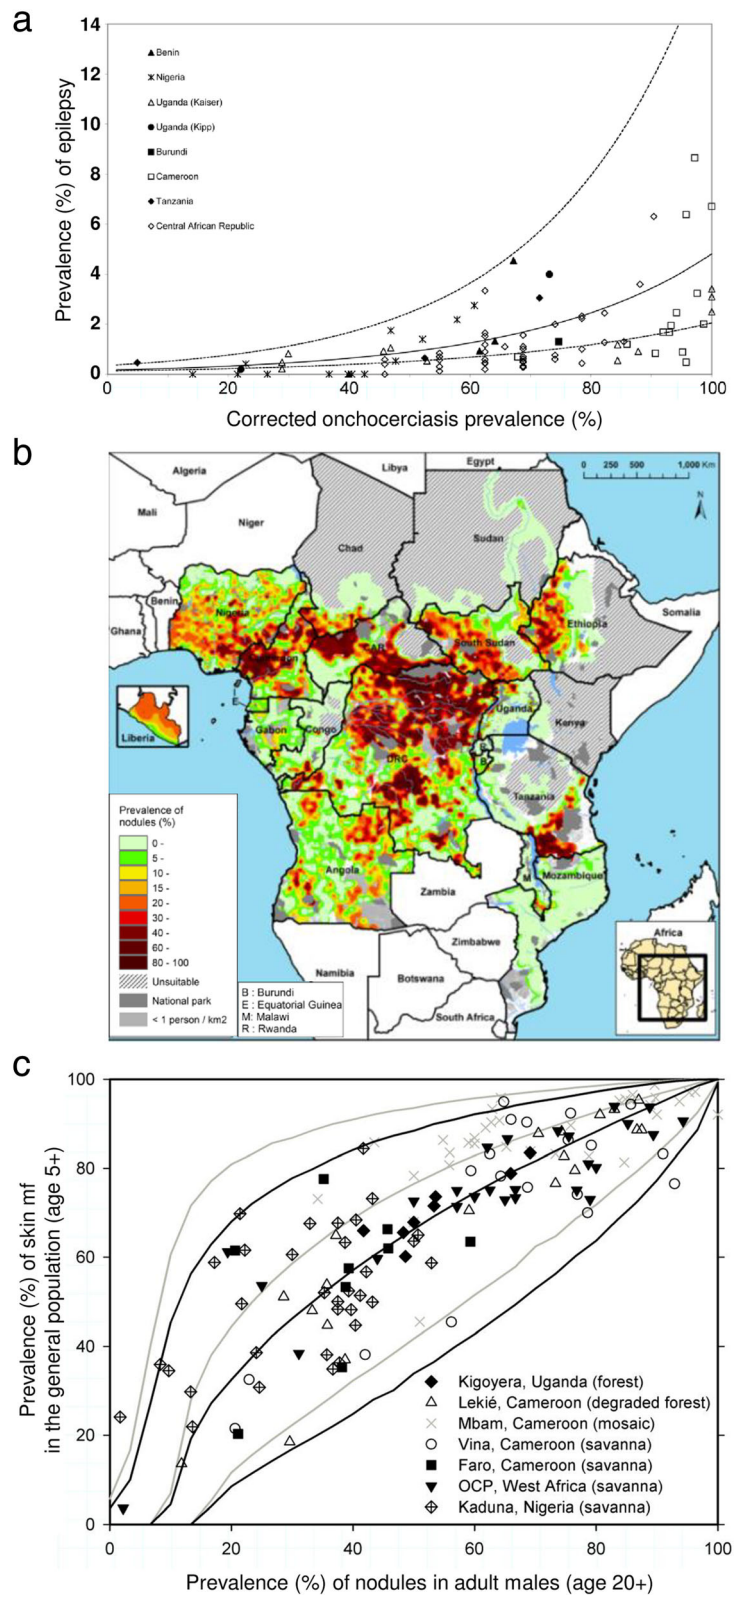 a
14
12
10
8
6
4
2
0
Prevalence (%) of epilepsy
Benin
Nigeria
Uganda (Kaiser)
Uganda (Kipp)
Burundi
Cameroon
Tanzania
Central African Republic
0 20 40 60 80 100
Corrected onchocerciasis prevalence (%)
b
Algeria
Libya
Egypt
0 250 500 1,000 Km
N
Mali
Niger
Chad
Sudan
Benin
Nigeria
Ghana
Somalia
Ethiopia
CAR
South Sudan
Cameroon
E
Uganda
Kenya
Gabon
Congo
Liberia
R
B
DRC
Tanzania
Prevalence of
nodules (%)
0 -
5 -
10 -
15 -
20 -
30 -
40 -
60 -
80 - 100
Unsuitable
National park
< 1 person / km2
Angola
M
Mozambique
Zambia
Zimbabwe
Namibia
Botswana
South Africa
Africa
B : Burundi
E : Equatorial Guinea
M: Malawi
R : Rwanda
c
100
80
60
40
20
0
Prevalence (%) of skin mf
in the general population (age 5+)
Kigoyera, Uganda (forest)
Lekié, Cameroon (degraded forest)
Mbam, Cameroon (mosaic)
Vina, Cameroon (savanna)
Faro, Cameroon (savanna)
OCP, West Africa (savanna)
Kaduna, Nigeria (savanna)
0 20 40 60 80 100
Prevalence (%) of nodules in adult males (age 20+)